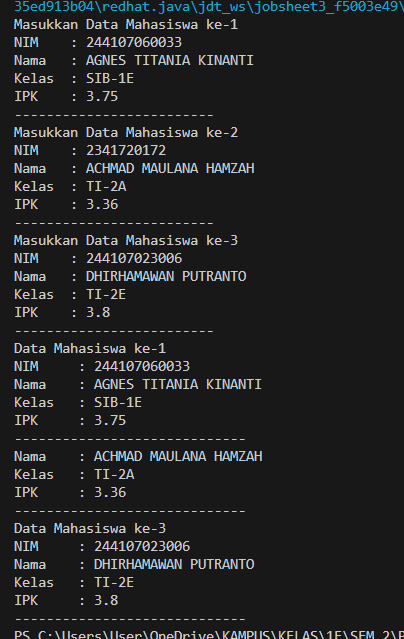 35ed913b04\redhat.java\jdt_ws\jobsheet3_f5003e49\
Masukkan Data Mahasiswa ke-1
NIM    : 244107060033
Nama   : AGNES TITANIA KINANTI
Kelas  : SIB-1E
IPK    : 3.75
-------------------------
Masukkan Data Mahasiswa ke-2
NIM    : 2341720172
Nama   : ACHMAD MAULANA HAMZAH
Kelas  : TI-2A
IPK    : 3.36
-------------------------
Masukkan Data Mahasiswa ke-3
NIM    : 244107023006
Nama   : DHIRHAMAWAN PUTRANTO
Kelas  : TI-2E
IPK    : 3.8
-------------------------
Data Mahasiswa ke-1
NIM     : 244107060033
Nama    : AGNES TITANIA KINANTI
Kelas   : SIB-1E
IPK     : 3.75
-----------------------------
Nama    : ACHMAD MAULANA HAMZAH
Kelas   : TI-2A
IPK     : 3.36
-----------------------------
Data Mahasiswa ke-3
NIM     : 244107023006
Nama    : DHIRHAMAWAN PUTRANTO
Kelas   : TI-2E
IPK     : 3.8
-----------------------------
PS C:\Users\User\OneDrive\KAMPUS\KELAS\1E\SEM 2\P